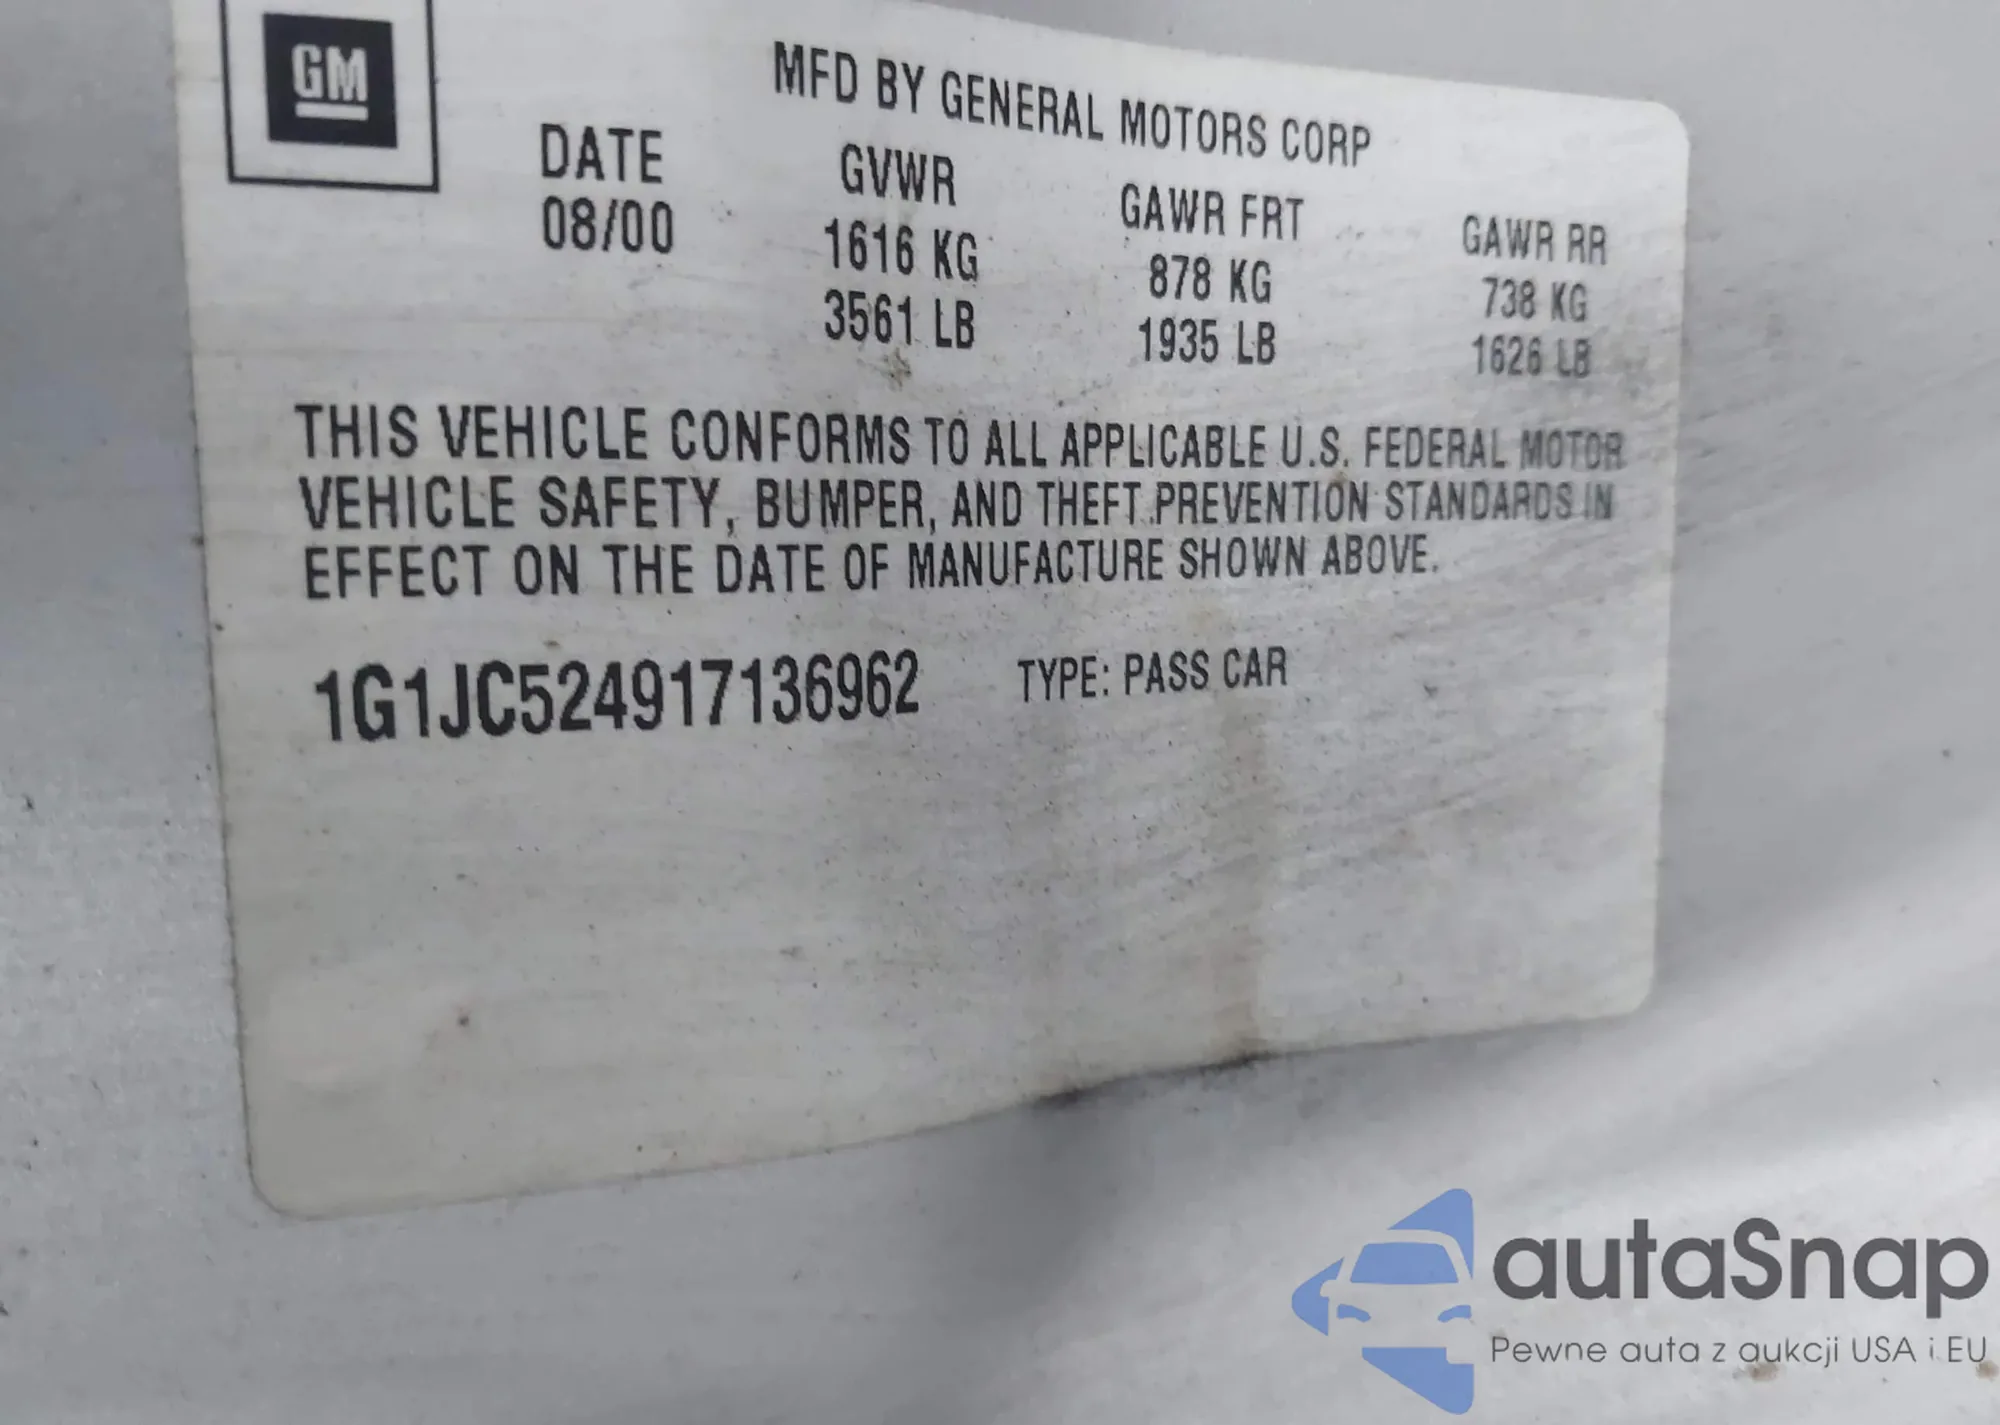 GM
MFD BY GENERAL MOTORS CORP
DATE GVWR GAWR FRT GAWR RR
08/00 1616 KG 878 KG 738 KG
3561 LB 1935 LB 1626 LB
THIS VEHICLE CONFORMS TO ALL APPLICABLE U.S. FEDERAL MOTOR
VEHICLE SAFETY, BUMPER, AND THEFT PREVENTION STANDARDS IN
EFFECT ON THE DATE OF MANUFACTURE SHOWN ABOVE.
1G1JC524917136962 TYPE: PASS CAR
autaSnap
Pewne auta z aukcji USA i EU